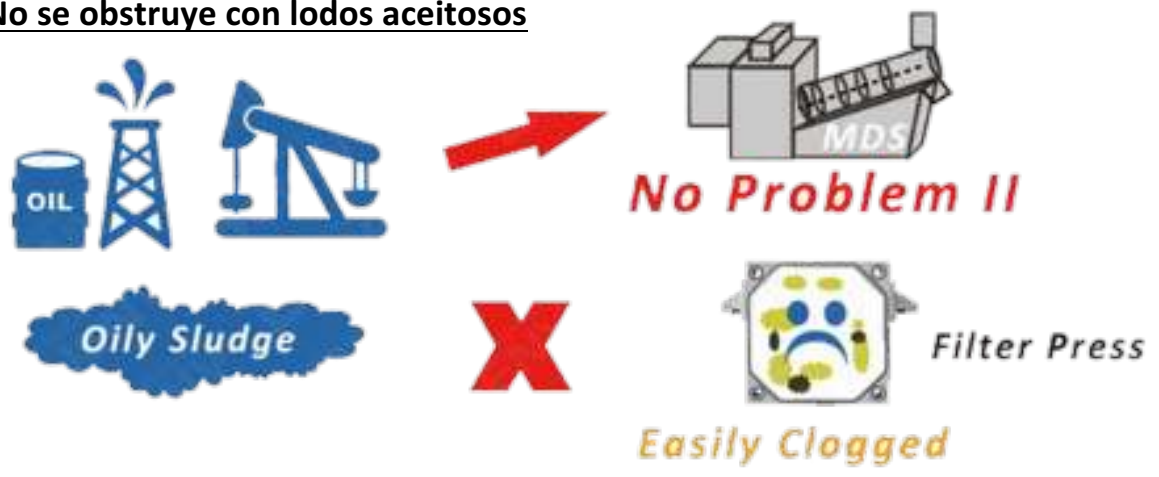 No se obstruye con lodos aceitosos
OIL
MDS
No Problem II
Oily Sludge
Filter Press
Easily Clogged